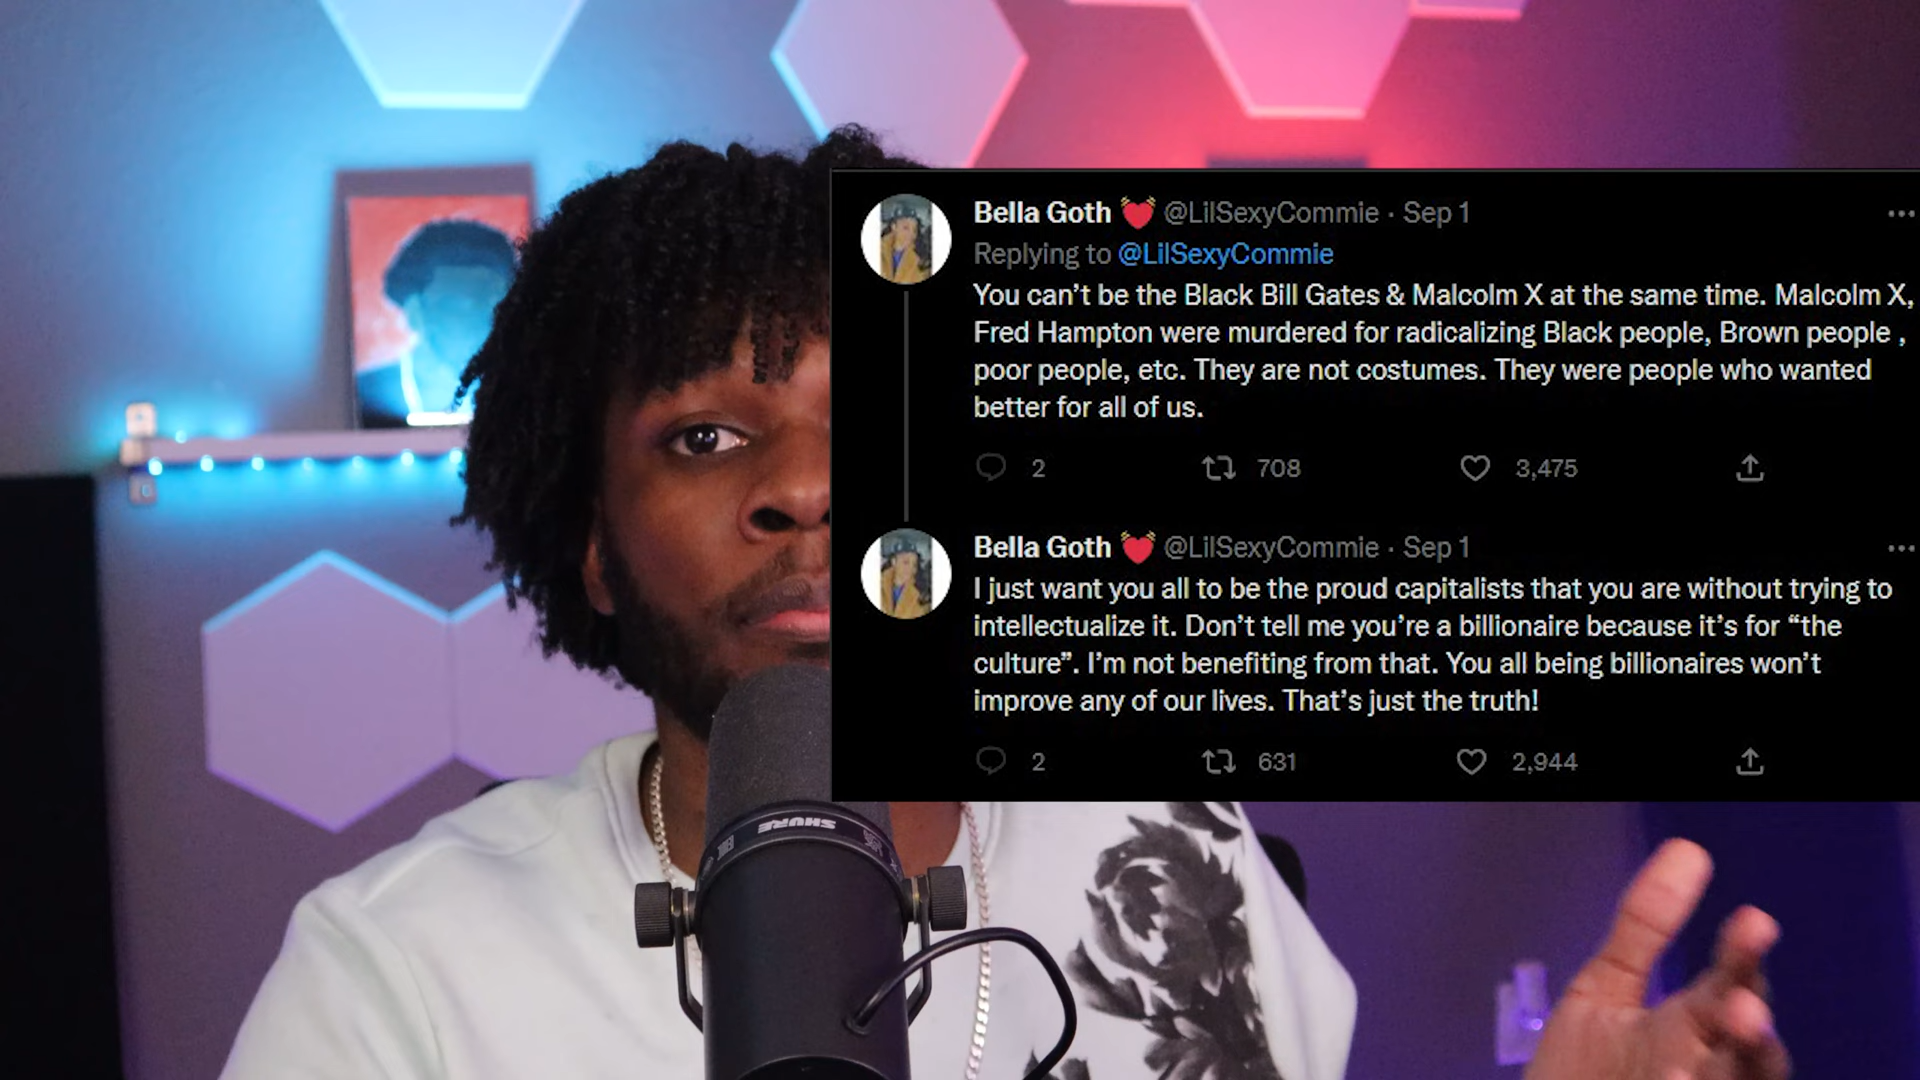 Bella Goth 💓 @LilSexyCommie · Sep 1
Replying to @LilSexyCommie
You can’t be the Black Bill Gates & Malcolm X at the same time. Malcolm X,
Fred Hampton were murdered for radicalizing Black people, Brown people ,
poor people, etc. They are not costumes. They were people who wanted
better for all of us.
2 708 3,475
Bella Goth 💓 @LilSexyCommie · Sep 1
I just want you all to be the proud capitalists that you are without trying to
intellectualize it. Don’t tell me you’re a billionaire because it’s for “the
culture”. I’m not benefiting from that. You all being billionaires won’t
improve any of our lives. That’s just the truth!
2 631 2,944
SHURE